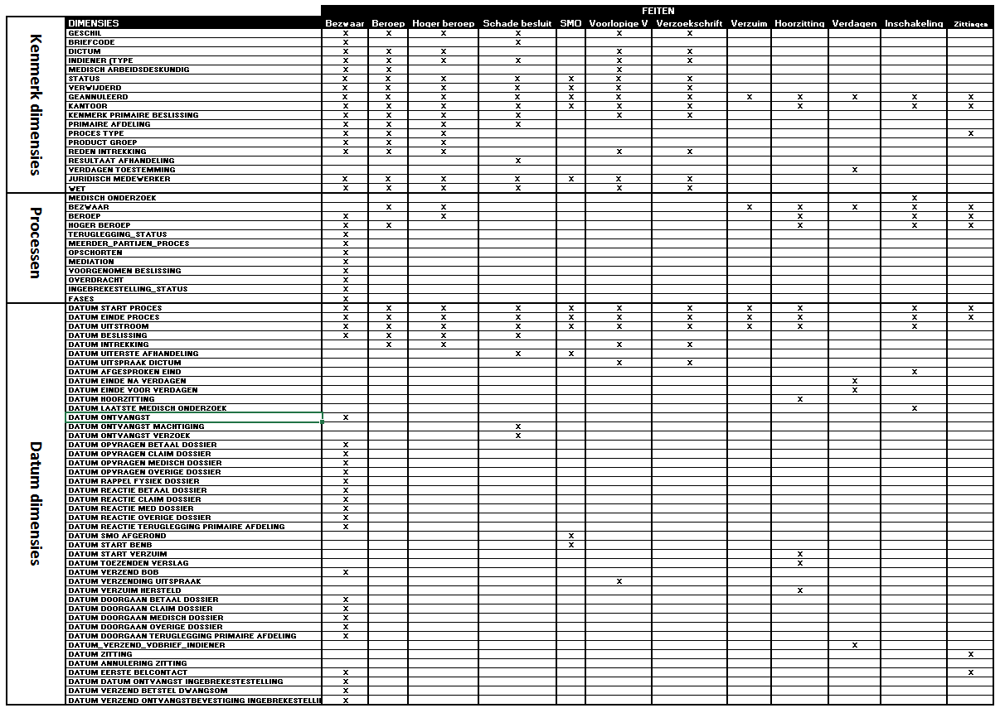 FEITEN
DIMENSIES Bezwaar Beroep Hoger beroep Schade besluit SMO Voorlopige V Verzoekschrift Verzuim Hoorzitting Verdagen Inschakeling Zittingen
Kenmerk dimensies
GESCHIL x x x x x x
BRIEFCODE x x
DICTUM x x x x x
INDIENER (TYPE x x x x x x
MEDISCH ARBEIDSDESKUNDIG x x x
STATUS x x x x x x x
VERWIJDERD x x x x x x x
GEANNULEERD x x x x x x x x x x x x
KANTOOR x x x x x x x x x x
KENMERK PRIMAIRE BESLISSING x x x x x x
PRIMAIRE AFDELING x x x x
PROCES TYPE x x x x
PRODUCT GROEP x x x
REDEN INTREKKING x x x x x
RESULTAAT AFHANDELING x
VERDAGEN TOESTEMMING x
JURIDISCH MEDEWERKER x x x x x x x
WET x x x x x x x
Processen
MEDISCH ONDERZOEK x
BEZWAAR x x x x x x x
BEROEP x x x x x
HOGER BEROEP x x x x x
TERUGLEGGING_STATUS x
MEERDER_PARTIJEN_PROCES x
OPSCHORTEN x
MEDIATION x
VOORGENOMEN BESLISSING x
OVERDRACHT x
INGEBREKESTELLING_STATUS x
FASES x
Datum dimensies
DATUM START PROCES x x x x x x x x x x x
DATUM EINDE PROCES x x x x x x x x x x x
DATUM UITSTROOM x x x x x x x x x x
DATUM BESLISSING x x x x
DATUM INTREKKING x x x x
DATUM UITERSTE AFHANDELING x x
DATUM UITSPRAAK DICTUM x x
DATUM AFGESPROKEN EIND x
DATUM EINDE NA VERDAGEN x
DATUM EINDE VOOR VERDAGEN x
DATUM HOORZITTING x
DATUM LAATSTE MEDISCH ONDERZOEK x
DATUM ONTVANGST x
DATUM ONTVANGST MACHTIGING x
DATUM ONTVANGST VERZOEK x
DATUM OPVRAGEN BETAAL DOSSIER x
DATUM OPVRAGEN CLAIM DOSSIER x
DATUM OPVRAGEN MEDISCH DOSSIER x
DATUM OPVRAGEN OVERIGE DOSSIER x
DATUM RAPPEL FYSIEK DOSSIER x
DATUM REACTIE BETAAL DOSSIER x
DATUM REACTIE CLAIM DOSSIER x
DATUM REACTIE MED DOSSIER x
DATUM REACTIE OVERIGE DOSSIER x
DATUM REACTIE TERUGLEGGING PRIMAIRE AFDELING x
DATUM SMO AFGEROND x
DATUM START BENB x
DATUM START VERZUIM x
DATUM TOEZENDEN VERSLAG x
DATUM VERZEND BOB x
DATUM VERZENDING UITSPRAAK x
DATUM VERZUIM HERSTELD x
DATUM DOORGAAN BETAAL DOSSIER x
DATUM DOORGAAN CLAIM DOSSIER x
DATUM DOORGAAN MEDISCH DOSSIER x
DATUM DOORGAAN OVERIGE DOSSIER x
DATUM DOORGAAN TERUGLEGGING PRIMAIRE AFDELING x
DATUM_VERZEND_VDBRIEF_INDIENER x
DATUM ZITTING x
DATUM ANNULERING ZITTING
DATUM EERSTE BELCONTACT x x
DATUM DATUM ONTVANGST INGEBREKESTESTELLING x
DATUM VERZEND BETSTEL DWANGSOM x
DATUM VERZEND ONTVANGSTBEVESTIGING INGEBREKESTELLI x